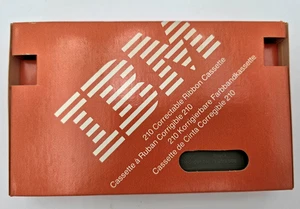 IBM
210 Correctable Ribbon Cassette
Cassette à Ruban Corrigible 210
210 Korrigierbare Farbbandkassette
Cassette de Cinta Corregible 210